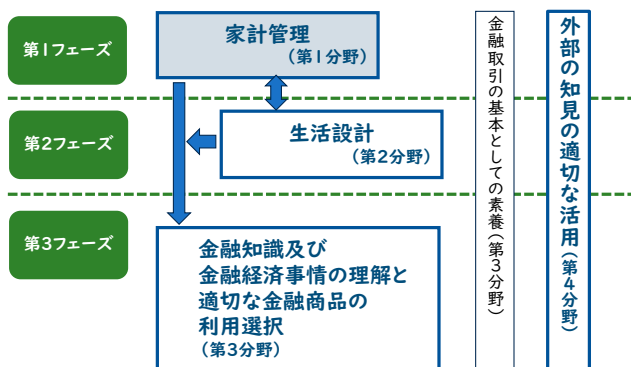 第1フェーズ
家計管理
(第1分野)
第2フェーズ
生活設計
(第2分野)
第3フェーズ
金融知識及び
金融経済事情の理解と
適切な金融商品の
利用選択
(第3分野)
金融取引の基本としての素養(第3分野)
外部の知見の適切な活用(第4分野)